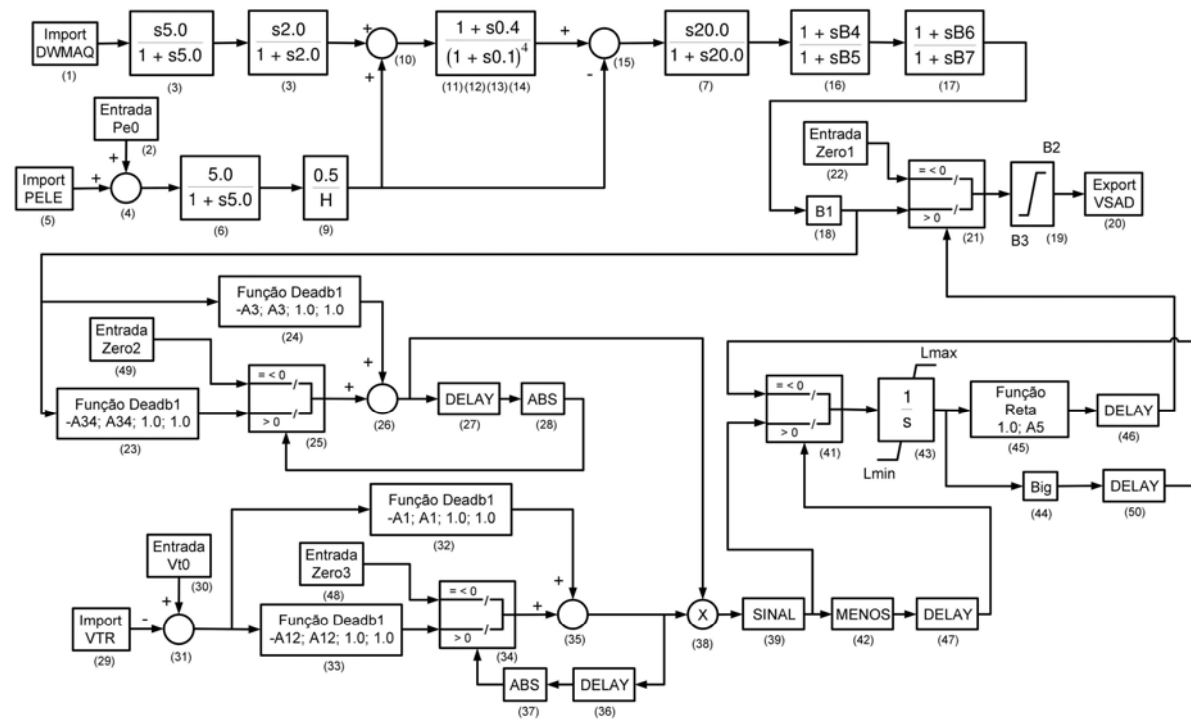 Import
DWMAQ
(1)
s5.0
1 + s5.0
(3)
s2.0
1 + s2.0
(3)
+
+
(10)
1 + s0.4
(1 + s0.1)^4
(11)(12)(13)(14)
+
-
(15)
s20.0
1 + s20.0
(7)
1 + sB4
1 + sB5
(16)
1 + sB6
1 + sB7
(17)
Entrada
Pe0
(2)
+
Import
PELE
(5)
+
(4)
5.0
1 + s5.0
(6)
0.5
H
(9)
Entrada
Zero1
(22)
B1
(18)
= < 0
> 0
(21)
B2
B3
(19)
Export
VSAD
(20)
Função Deadb1
-A3; A3; 1.0; 1.0
(24)
Entrada
Zero2
(49)
Função Deadb1
-A34; A34; 1.0; 1.0
(23)
= < 0
> 0
(25)
+
+
(26)
DELAY
(27)
ABS
(28)
= < 0
> 0
(41)
Lmax
1
s
Lmin
(43)
Função
Reta
1.0; A5
(45)
DELAY
(46)
Big
(44)
DELAY
(50)
Função Deadb1
-A1; A1; 1.0; 1.0
(32)
Entrada
Vt0
(30)
+
Import
VTR
(29)
-
(31)
Entrada
Zero3
(48)
Função Deadb1
-A12; A12; 1.0; 1.0
(33)
= < 0
> 0
(34)
+
+
(35)
X
(38)
SINAL
(39)
MENOS
(42)
DELAY
(47)
ABS
(37)
DELAY
(36)